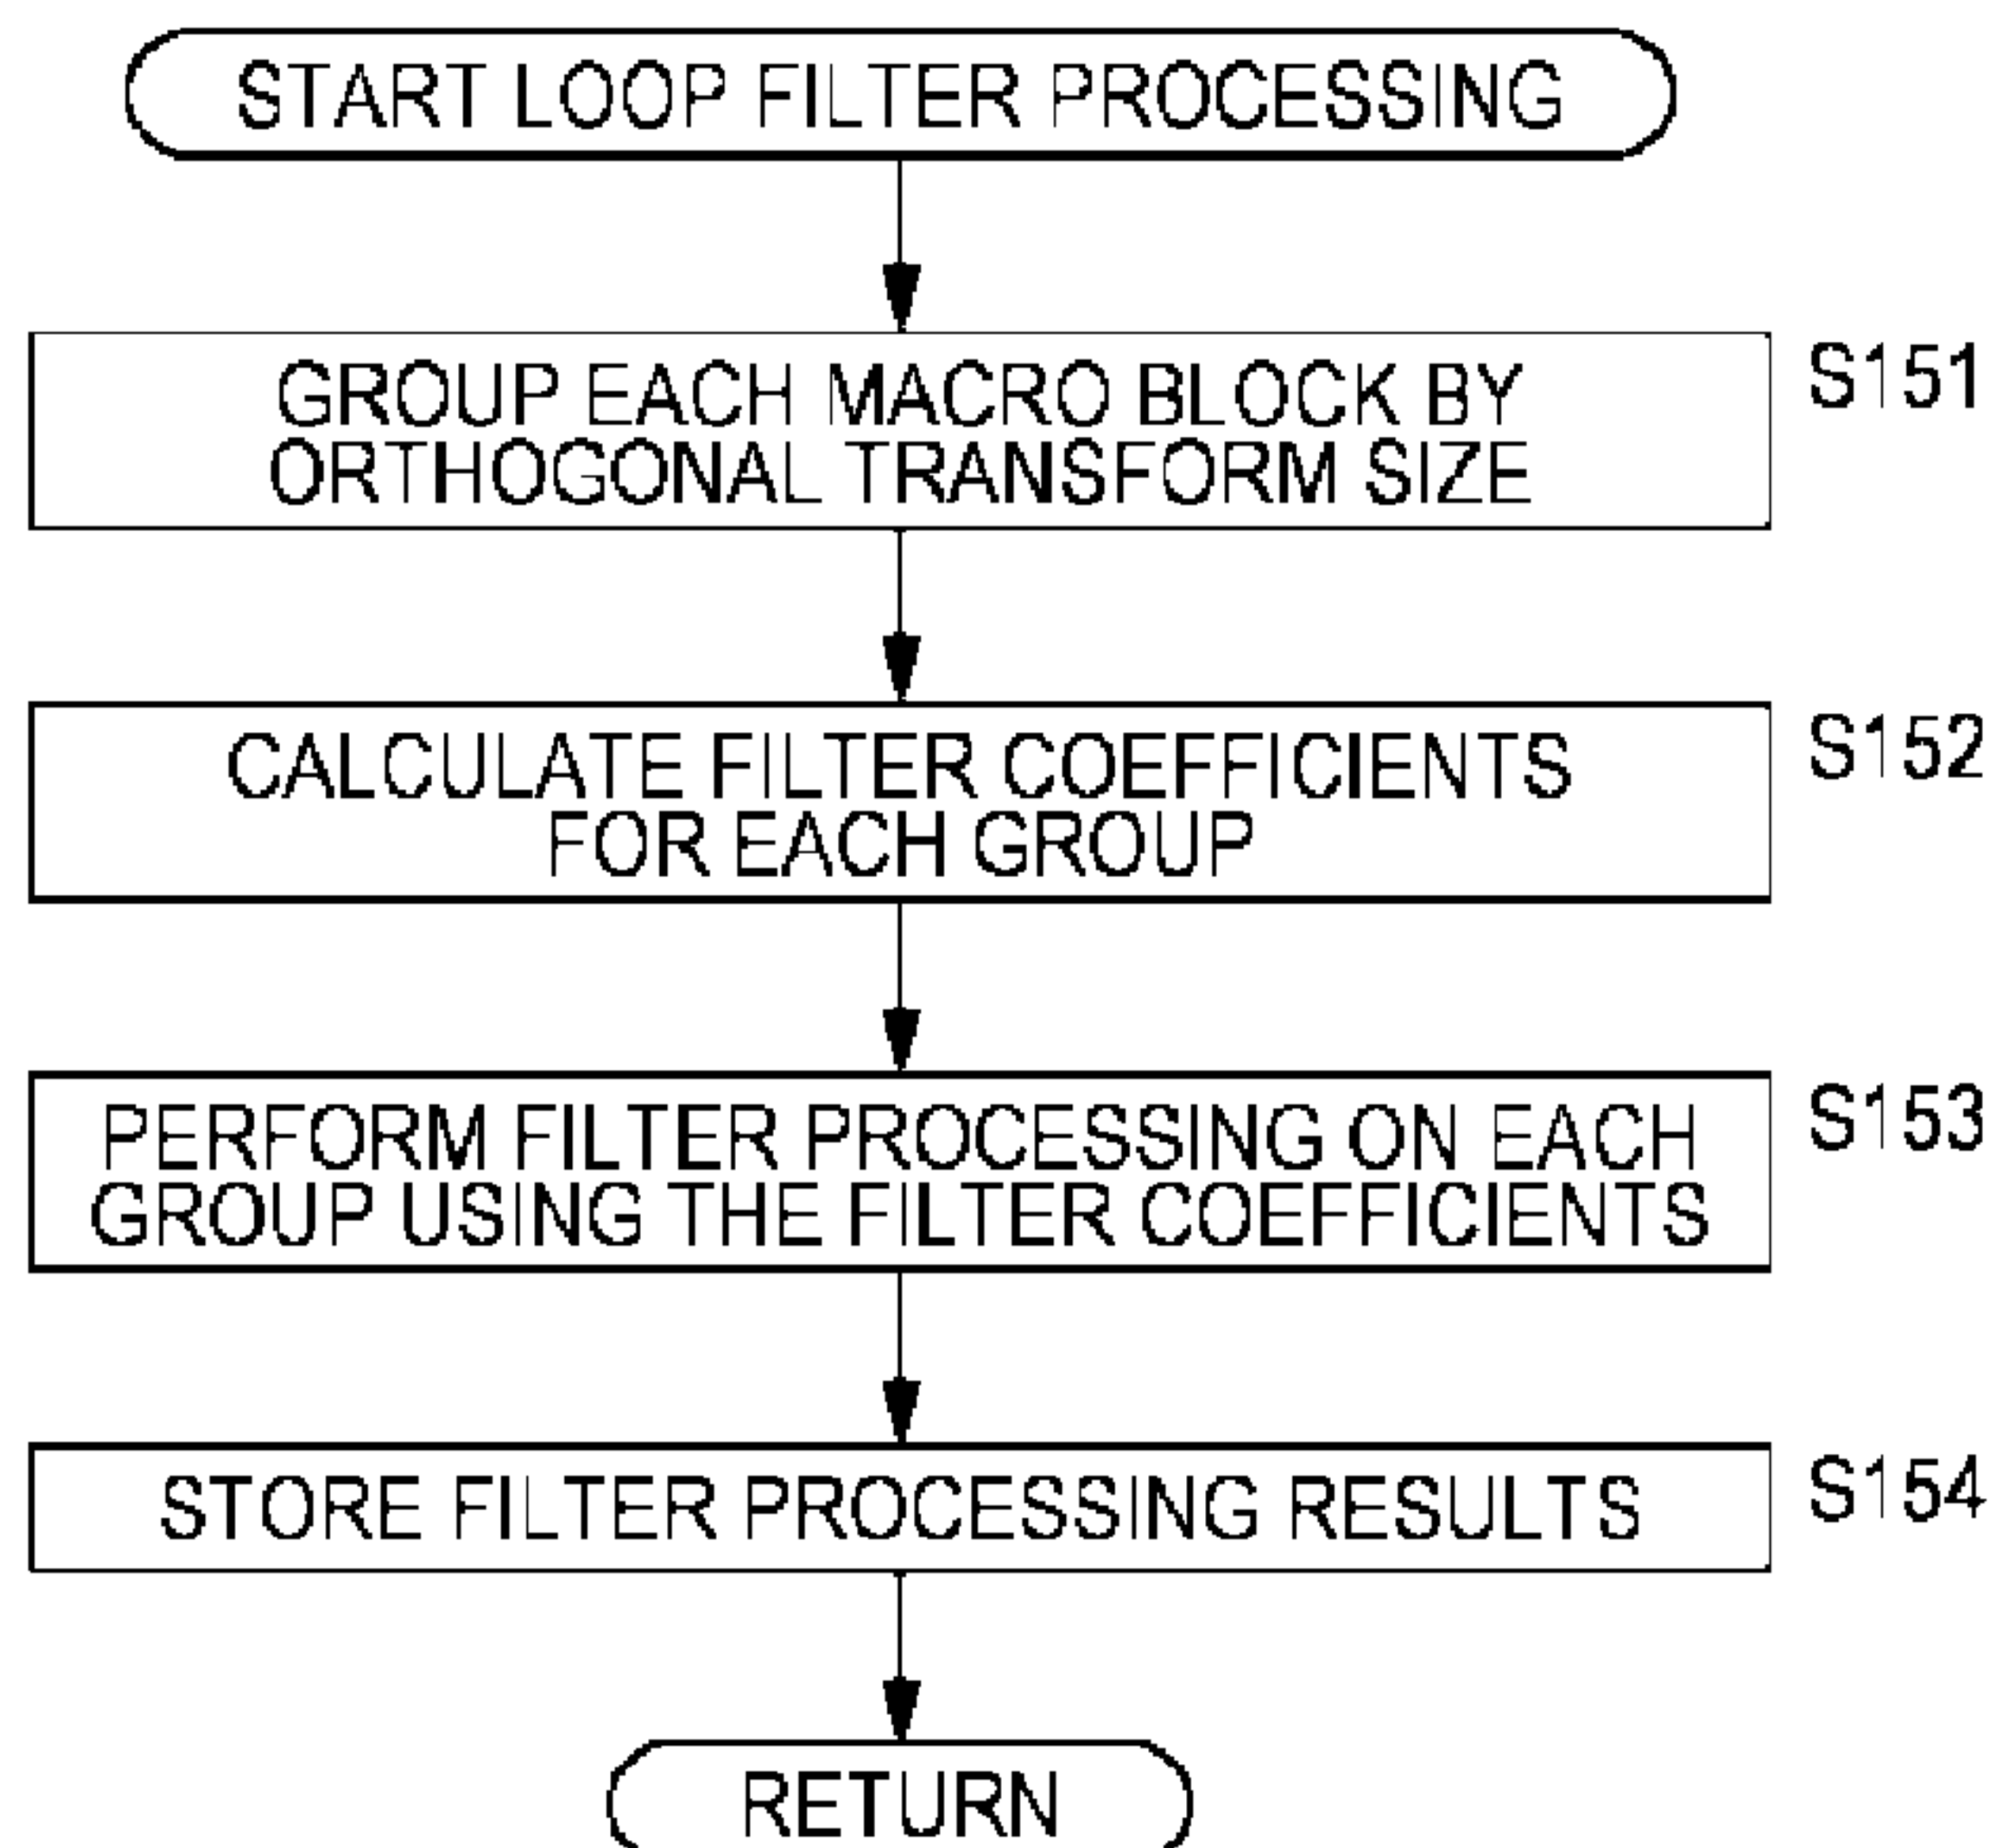 START LOOP FILTER PROCESSING
GROUP EACH MACRO BLOCK BY
ORTHOGONAL TRANSFORM SIZE
S151
CALCULATE FILTER COEFFICIENTS
FOR EACH GROUP
S152
PERFORM FILTER PROCESSING ON EACH
GROUP USING THE FILTER COEFFICIENTS
S153
STORE FILTER PROCESSING RESULTS
S154
RETURN